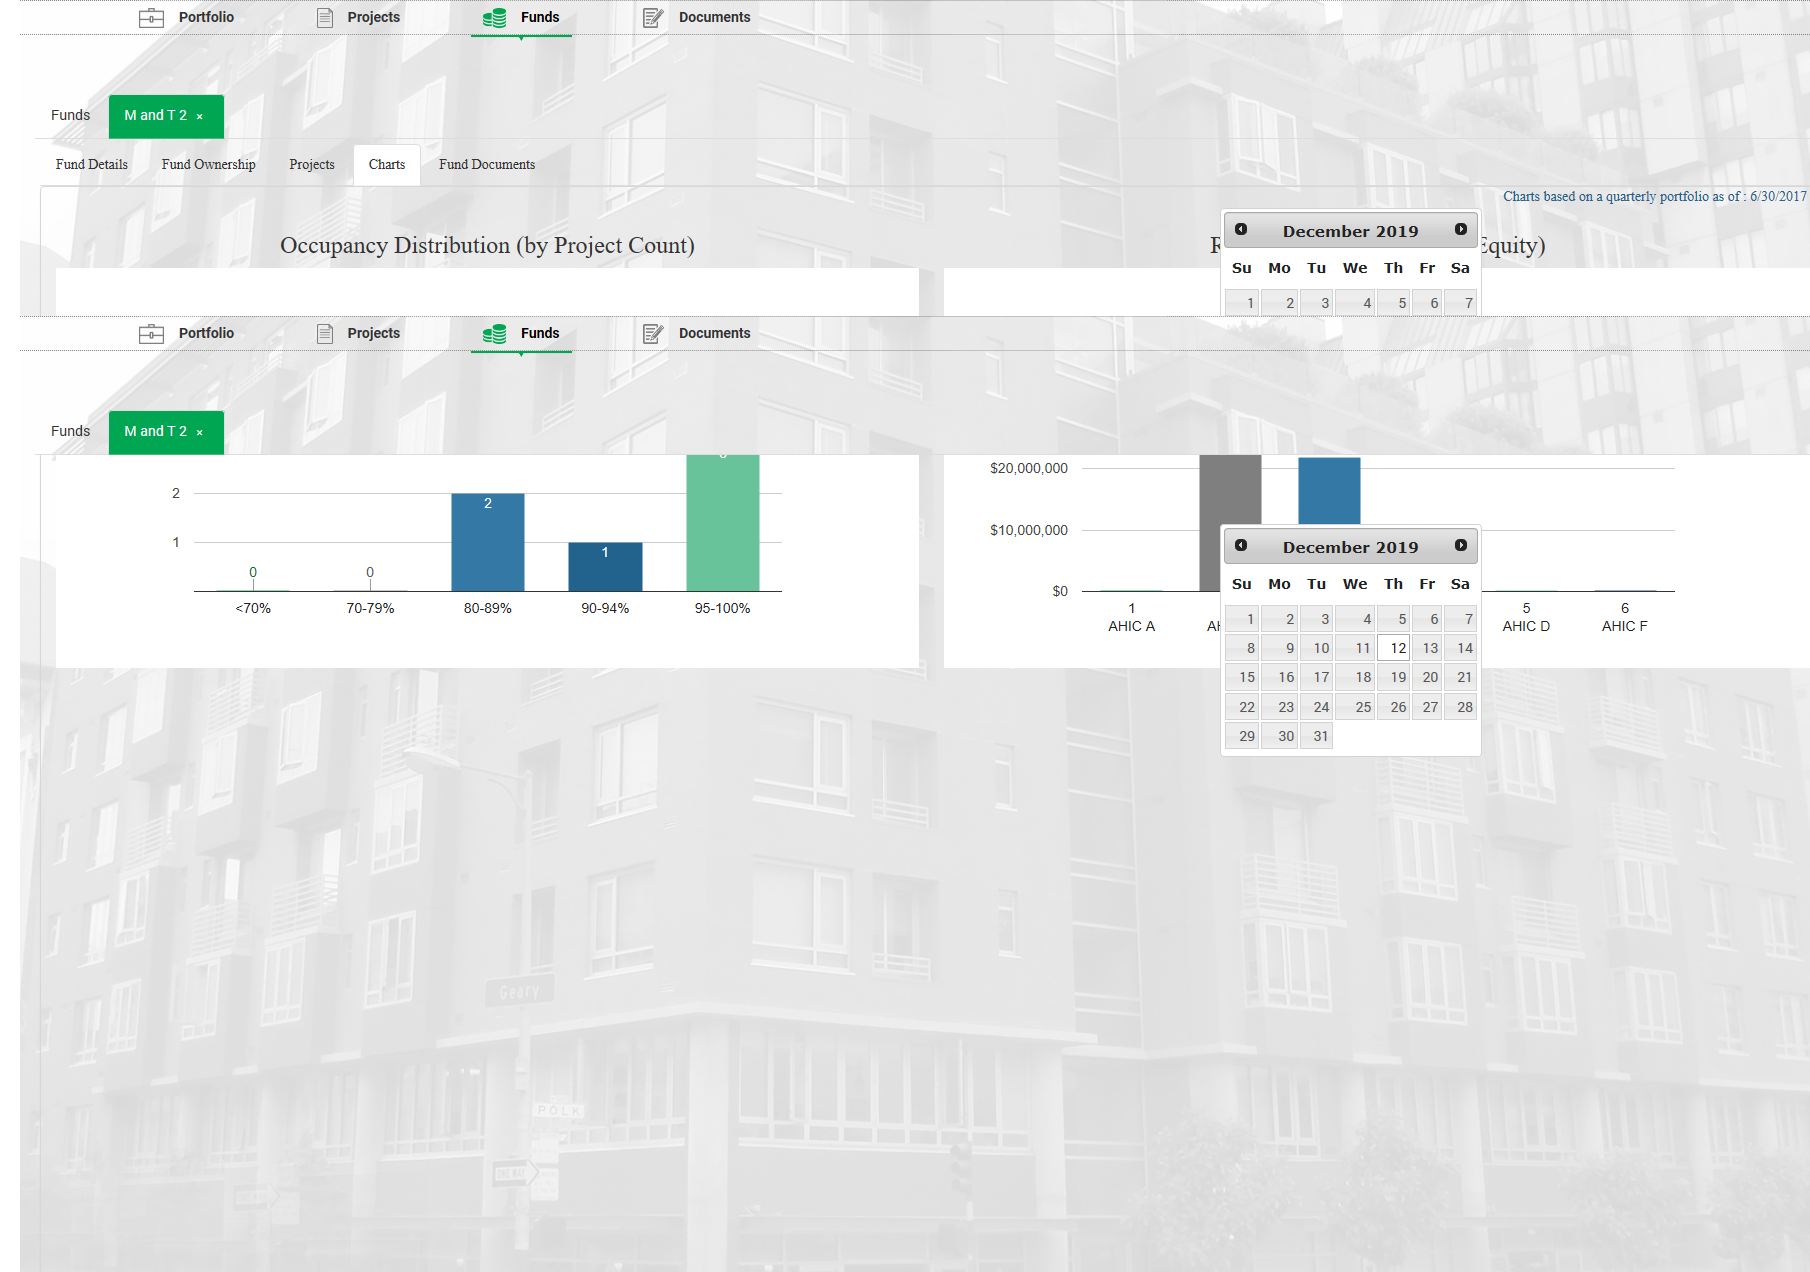 Portfolio Projects Funds Documents
Funds M and T 2 ×
Fund Details Fund Ownership Projects Charts Fund Documents
Charts based on a quarterly portfolio as of : 6/30/2017
Occupancy Distribution (by Project Count)
Equity)
December 2019
Su Mo Tu We Th Fr Sa
1 2 3 4 5 6 7
Portfolio Projects Funds Documents
Funds M and T 2 ×
2
1
2
1
0 0
<70% 70-79% 80-89% 90-94% 95-100%
$20,000,000
$10,000,000
$0
1 5 6
AHIC A AHIC D AHIC F
December 2019
Su Mo Tu We Th Fr Sa
1 2 3 4 5 6 7
8 9 10 11 12 13 14
15 16 17 18 19 20 21
22 23 24 25 26 27 28
29 30 31
Geary
POLK
ONE WAY